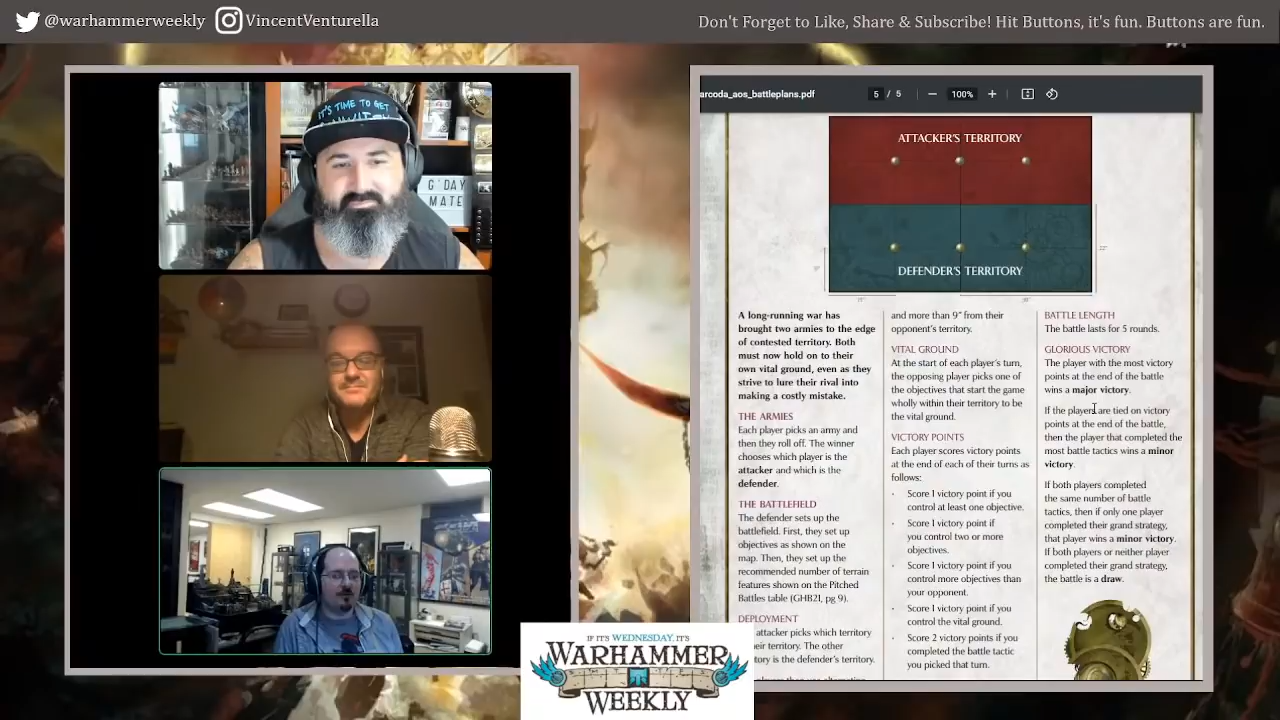 @warhammerweekly VincentVenturella
Don't Forget to Like, Share & Subscribe! Hit Buttons, it's fun. Buttons are fun.
IT'S TIME TO GET
G'DAY
MATE
arcoda_aos_battleplans.pdf
5 / 5
100%
ATTACKER'S TERRITORY
DEFENDER'S TERRITORY
A long-running war has
brought two armies to the edge
of contested territory. Both
must now hold on to their
own vital ground, even as they
strive to lure their rival into
making a costly mistake.
THE ARMIES
Each player picks an army and
then they roll off. The winner
chooses which player is the
attacker and which is the
defender.
THE BATTLEFIELD
The defender sets up the
battlefield. First, they set up
objectives as shown on the
map. Then, they set up the
recommended number of terrain
features shown on the Pitched
Battles table (GHB21, pg 9).
DEPLOYMENT
attacker picks which territory
their territory. The other
territory is the defender's territory.
and more than 9" from their
opponent's territory.
VITAL GROUND
At the start of each player's turn,
the opposing player picks one of
the objectives that start the game
wholly within their territory to be
the vital ground.
VICTORY POINTS
Each player scores victory points
at the end of each of their turns as
follows:
· Score 1 victory point if you
control at least one objective.
· Score 1 victory point if
you control two or more
objectives.
· Score 1 victory point if you
control more objectives than
your opponent.
· Score 1 victory point if you
control the vital ground.
· Score 2 victory points if you
completed the battle tactic
you picked that turn.
BATTLE LENGTH
The battle lasts for 5 rounds.
GLORIOUS VICTORY
The player with the most victory
points at the end of the battle
wins a major victory.
If the players are tied on victory
points at the end of the battle,
then the player that completed the
most battle tactics wins a minor
victory.
If both players completed
the same number of battle
tactics, then if only one player
completed their grand strategy,
that player wins a minor victory.
If both players or neither player
completed their grand strategy,
the battle is a draw.
IF IT'S WEDNESDAY, IT'S
WARHAMMER
WEEKLY